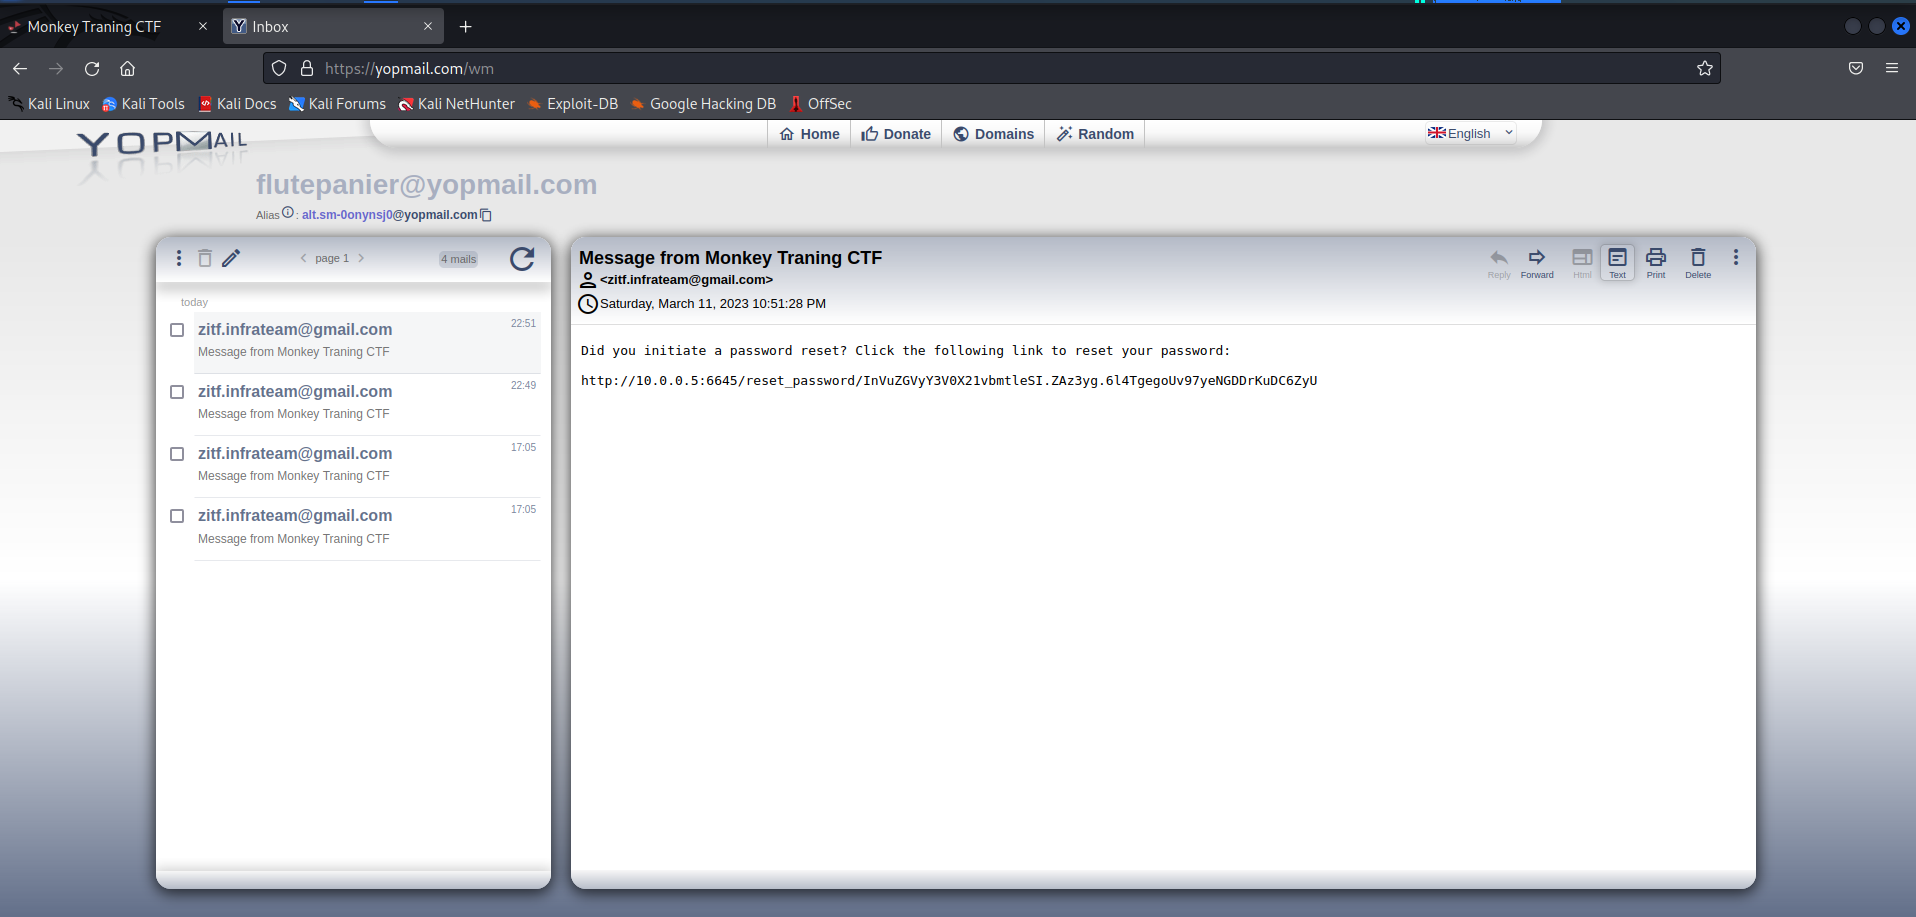 Monkey Traning CTF
Inbox
https://yopmail.com/wm
Kali Linux
Kali Tools
Kali Docs
Kali Forums
Kali NetHunter
Exploit-DB
Google Hacking DB
OffSec
YOPMAIL
Home
Donate
Domains
Random
English
flutepanier@yopmail.com
Alias : alt.sm-0onynsj0@yopmail.com
page 1
4 mails
today
zitf.infrateam@gmail.com 22:51
Message from Monkey Traning CTF
zitf.infrateam@gmail.com 22:49
Message from Monkey Traning CTF
zitf.infrateam@gmail.com 17:05
Message from Monkey Traning CTF
zitf.infrateam@gmail.com 17:05
Message from Monkey Traning CTF
Message from Monkey Traning CTF
<zitf.infrateam@gmail.com>
Saturday, March 11, 2023 10:51:28 PM
Reply
Forward
Html
Text
Print
Delete
Did you initiate a password reset? Click the following link to reset your password:
http://10.0.0.5:6645/reset_password/InVuZGVyY3V0X21vbmtleSI.ZAz3yg.6l4TgegoUv97yeNGDDrKuDC6ZyU